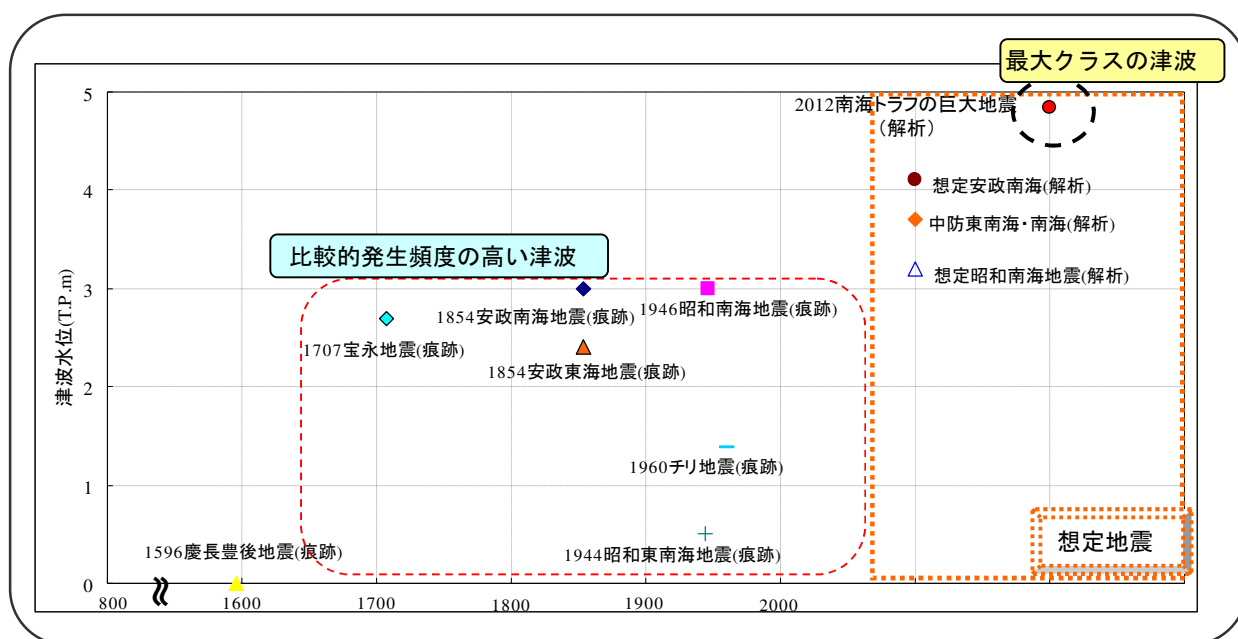 最大クラスの津波
5
2012南海トラフの巨大地震
（解析）
4
想定安政南海(解析)
中防東南海・南海(解析)
比較的発生頻度の高い津波
想定昭和南海地震(解析)
3
1854安政南海地震(痕跡)
1946昭和南海地震(痕跡)
1707宝永地震(痕跡)
1854安政東海地震(痕跡)
津波水位(T.P.m)
2
1960チリ地震(痕跡)
1
1596慶長豊後地震(痕跡)
1944昭和東南海地震(痕跡)
想定地震
0
800
1600
1700
1800
1900
2000